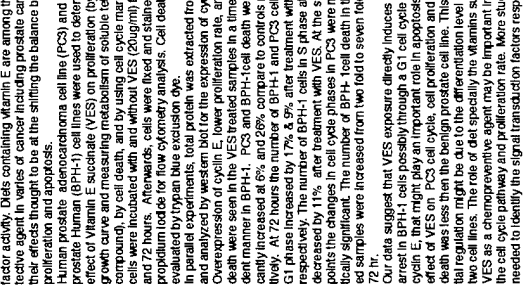 factor activity. Diets containing vitamin E are among th
tective agent in varies of cancer including prostate can
their effects thought to be at the shifting the balance b
proliferation and apoptosis.
Human prostate adenocarcinoma cell line (PC3) and
prostate Human (BPH-1) cell lines were used to deter
effect of Vitamin E succinate (VES) on proliferation (by
growth curve and measuring metabolism of soluble tet
compound), by cell death, and by using cell cycle mar
cells were incubated with and without VES (20ug/ml) f
and 72 hours. Afterwards, cells were fixed and staine
propidium Iodide for flow cytometry analysis. Cell deat
evaluated by trypan blue exclusion dye.
In parallel experiments, total protein was extracted fro
and analyzed by western blot for the expression of cy
Overexpression of cyclin E, lower proliferation rate, ar
death were seen in the VES treated samples in a time
dent manner in BPH-1. PC3 and BPH-1cell death we
cantly increased at 6% and 26% compare to controls r
tively. At 72 hours the number of BPH-1 and PC3 cell
G1 phase increased by 17% & 9% after treatment with
respectively. The number of BPH-1 cells in S phase al
decreased by 11% after treatment with VES. At the s
points the changes in cell cycle phases in PC3 were n
tically significant. The number of BPH- 1cell death in t
ed samples were increased from two fold to seven fol
72 hr.
Our data suggest that VES exposure directly induces
arrest in BPH-1 cells possibly through a G1 cell cycle
cyclin E, that might play an important role in apoptosis
effect of VES on PC3 cell cycle, cell proliferation and
death was less then the benign prostate cell line. This
tial regulation might be due to the differentiation level
two cell lines. The role of diet specially the vitamins su
VES as a chemopreventive agent may be important in
the cell cycle pathway and proliferation rate. More stu
needed to identify the signal transduction factors resp